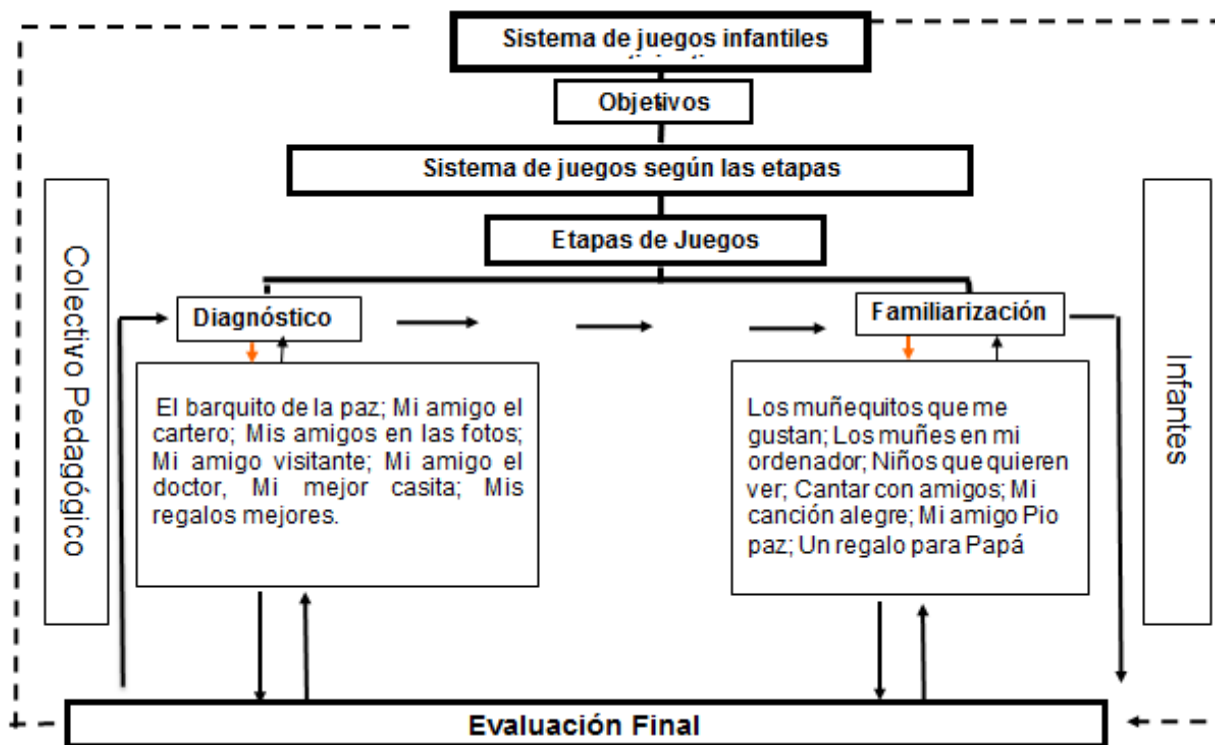 Sistema de juegos infantiles
Objetivos
Sistema de juegos según las etapas
Etapas de Juegos
Colectivo Pedagógico
Diagnóstico
Familiarización
Infantes
El barquito de la paz; Mi amigo el
cartero; Mis amigos en las fotos;
Mi amigo visitante; Mi amigo el
doctor, Mi mejor casita; Mis
regalos mejores.
Los muñequitos que me
gustan; Los muñes en mi
ordenador; Niños que quieren
ver; Cantar con amigos; Mi
canción alegre; Mi amigo Pio
paz; Un regalo para Papá
Evaluación Final